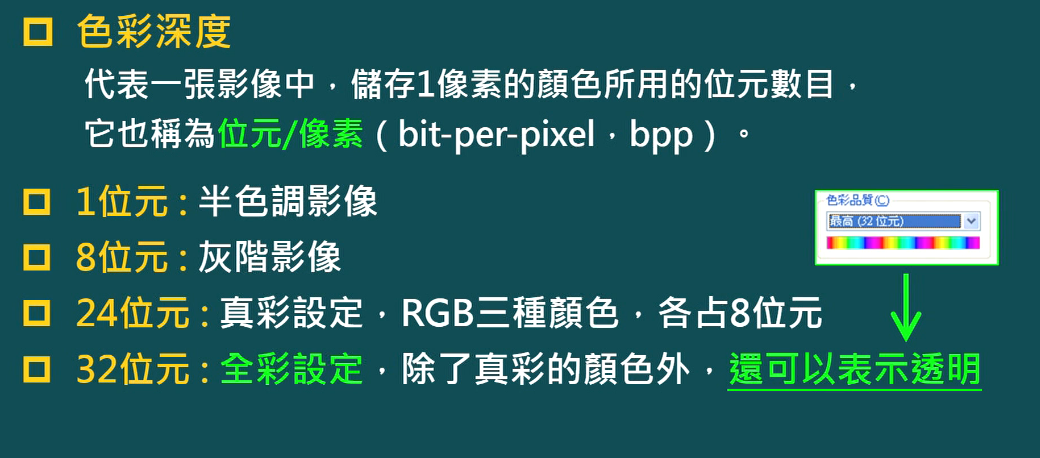 色彩深度
代表一張影像中，儲存1像素的顏色所用的位元數目，
它也稱為位元/像素（bit-per-pixel，bpp）。
1位元：半色調影像
8位元：灰階影像
24位元：真彩設定，RGB三種顏色，各占8位元
32位元：全彩設定，除了真彩的顏色外，還可以表示透明
色彩品質(C)
最高 (32 位元)